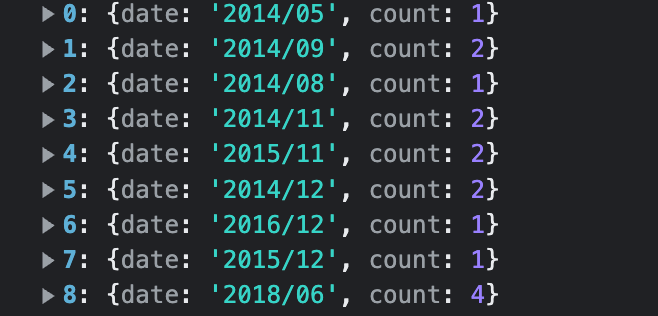 0: {date: '2014/05', count: 1}
1: {date: '2014/09', count: 2}
2: {date: '2014/08', count: 1}
3: {date: '2014/11', count: 2}
4: {date: '2015/11', count: 2}
5: {date: '2014/12', count: 2}
6: {date: '2016/12', count: 1}
7: {date: '2015/12', count: 1}
8: {date: '2018/06', count: 4}